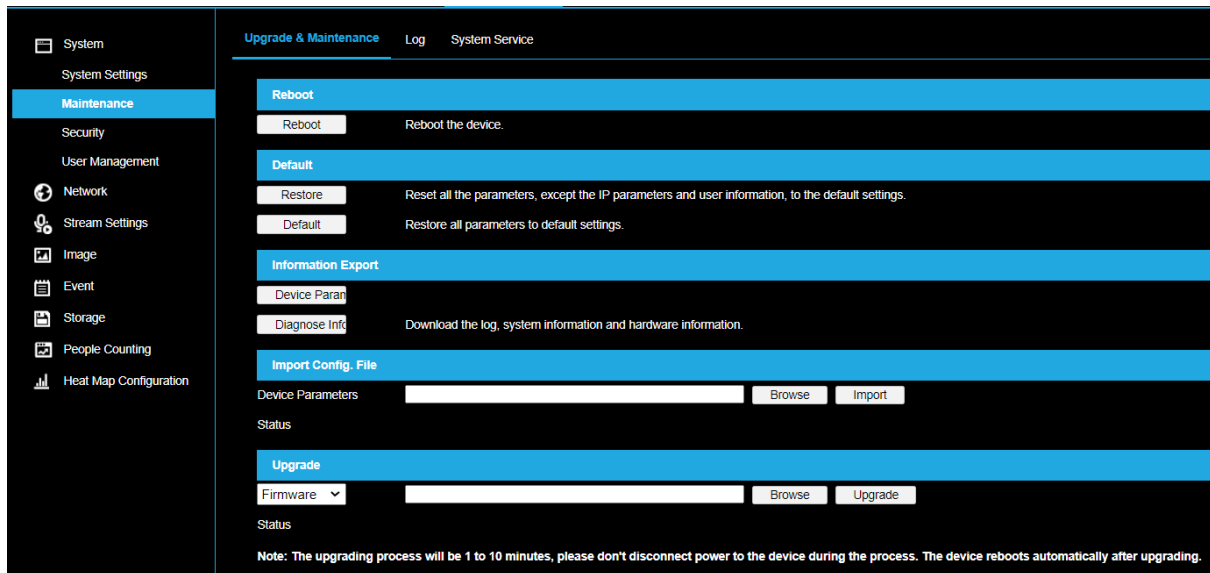 System
System Settings
Maintenance
Security
User Management
Network
Stream Settings
Image
Event
Storage
People Counting
Heat Map Configuration
Upgrade & Maintenance Log System Service
Reboot
Reboot Reboot the device.
Default
Restore Reset all the parameters, except the IP parameters and user information, to the default settings.
Default Restore all parameters to default settings.
Information Export
Device Param
Diagnose Info Download the log, system information and hardware information.
Import Config. File
Device Parameters Browse Import
Status
Upgrade
Firmware Browse Upgrade
Status
Note: The upgrading process will be 1 to 10 minutes, please don't disconnect power to the device during the process. The device reboots automatically after upgrading.